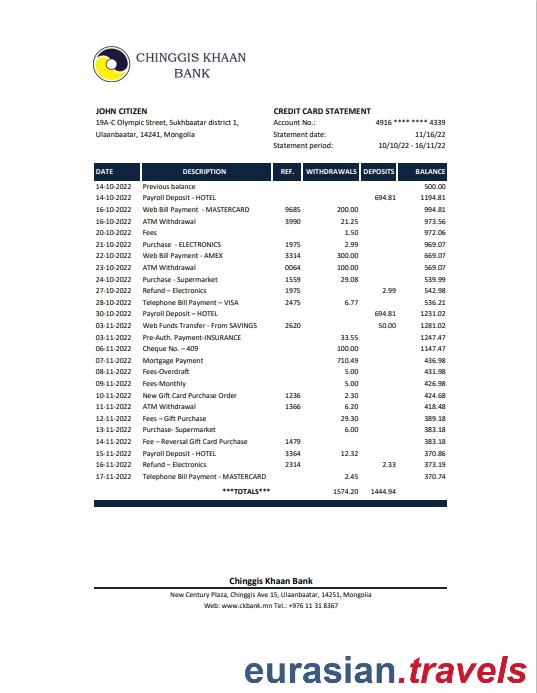 CHINGGIS KHAAN
BANK
JOHN CITIZEN
19A-C Olympic Street, Sukhbaatar district 1,
Ulaanbaatar, 14241, Mongolia
CREDIT CARD STATEMENT
Account No.: 4916 **** **** 4339
Statement date: 11/16/22
Statement period: 10/10/22 - 16/11/22
DATE DESCRIPTION REF. WITHDRAWALS DEPOSITS BALANCE
14-10-2022 Previous balance 500.00
14-10-2022 Payroll Deposit - HOTEL 694.81 1194.81
16-10-2022 Web Bill Payment - MASTERCARD 9685 200.00 994.81
16-10-2022 ATM Withdrawal 3990 21.25 973.56
20-10-2022 Fees 1.50 972.06
21-10-2022 Purchase - ELECTRONICS 1975 2.99 969.07
22-10-2022 Web Bill Payment - AMEX 3314 300.00 669.07
23-10-2022 ATM Withdrawal 0064 100.00 569.07
24-10-2022 Purchase - Supermarket 1559 29.08 539.99
27-10-2022 Refund – Electronics 1975 2.99 542.98
28-10-2022 Telephone Bill Payment – VISA 2475 6.77 536.21
30-10-2022 Payroll Deposit – HOTEL 694.81 1231.02
03-11-2022 Web Funds Transfer - From SAVINGS 2620 50.00 1281.02
03-11-2022 Pre-Auth. Payment-INSURANCE 33.55 1247.47
06-11-2022 Cheque No. – 409 100.00 1147.47
07-11-2022 Mortgage Payment 710.49 436.98
08-11-2022 Fees-Overdraft 5.00 431.98
09-11-2022 Fees-Monthly 5.00 426.98
10-11-2022 New Gift Card Purchase Order 1236 2.30 424.68
11-11-2022 ATM Withdrawal 1366 6.20 418.48
12-11-2022 Fees – Gift Purchase 29.30 389.18
13-11-2022 Purchase- Supermarket 6.00 383.18
14-11-2022 Fee – Reversal Gift Card Purchase 1479 383.18
15-11-2022 Payroll Deposit - HOTEL 3364 12.32 370.86
16-11-2022 Refund – Electronics 2314 2.33 373.19
17-11-2022 Telephone Bill Payment - MASTERCARD 2.45 370.74
***TOTALS*** 1574.20 1444.94
Chinggis Khaan Bank
New Century Plaza, Chinggis Ave 15, Ulaanbaatar, 14251, Mongolia
Web: www.ckbank.mn Tel.: +976 11 31 8367
eurasian.travels